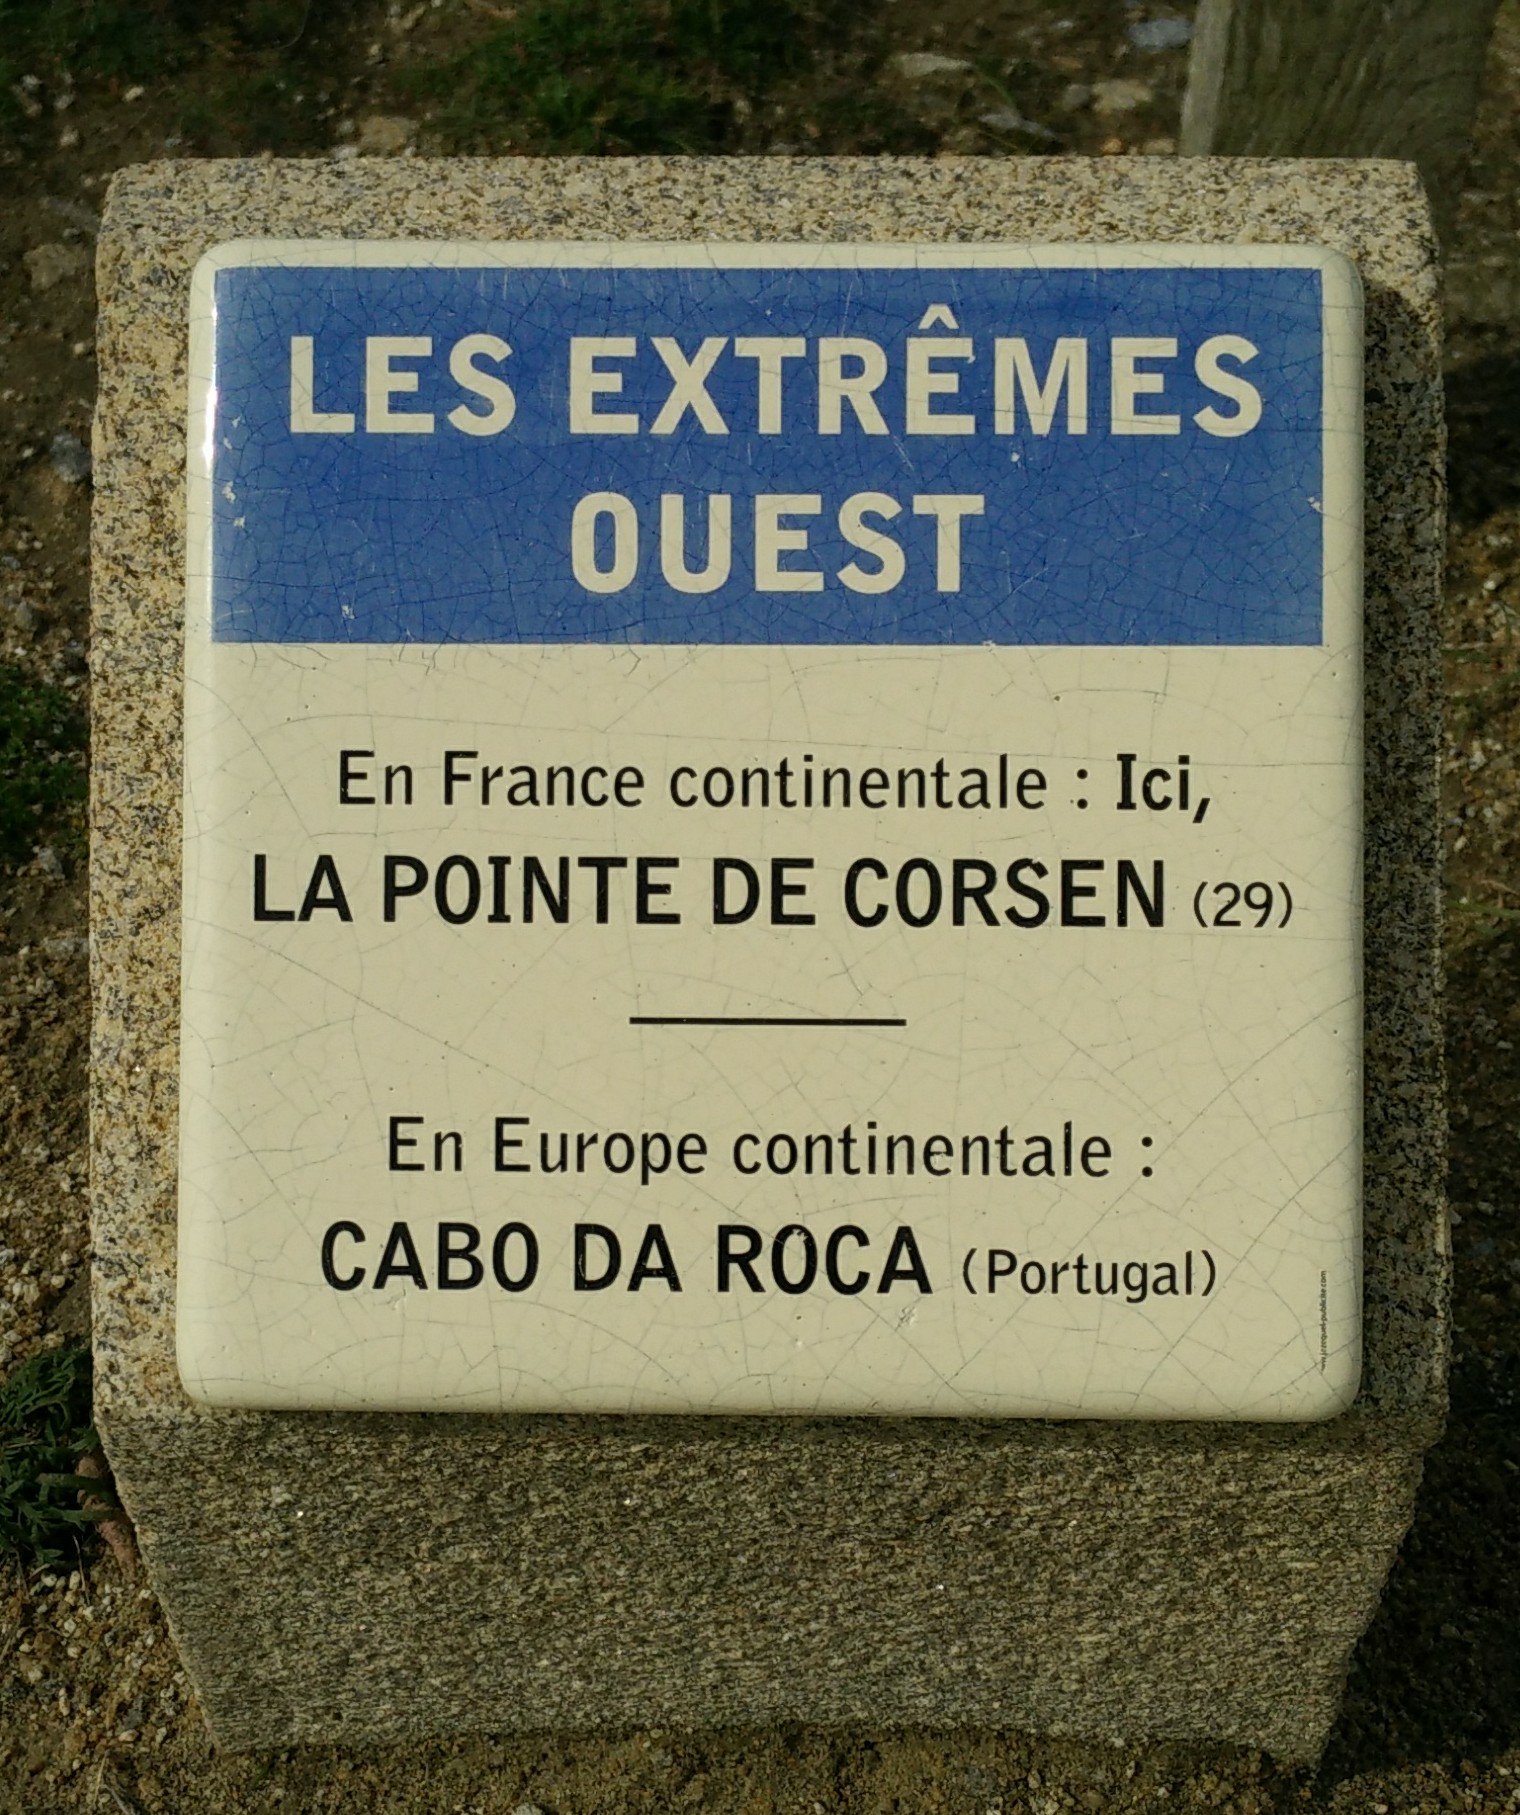 LES EXTRÊMES
OUEST
En France continentale : Ici,
LA POINTE DE CORSEN (29)
En Europe continentale :
CABO DA ROCA (Portugal)